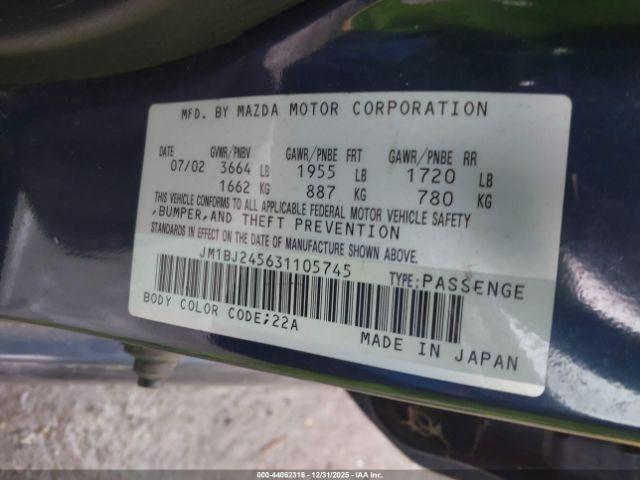 MFD. BY MAZDA MOTOR CORPORATION
DATE GVWR/PNBV GAWR/PNBE FRT GAWR/PNBE RR
07/02 3664 LB 1955 LB 1720 LB
1662 KG 887 KG 780 KG
THIS VEHICLE CONFORMS TO ALL APPLICABLE FEDERAL MOTOR VEHICLE SAFETY
,BUMPER,AND THEFT PREVENTION
STANDARDS IN EFFECT ON THE DATE OF MANUFACTURE SHOWN ABOVE.
JM1BJ245631105745
TYPE:PASSENGE
BODY COLOR CODE;22A
MADE IN JAPAN
000-44062316 - 12/31/2025 - IAA Inc.